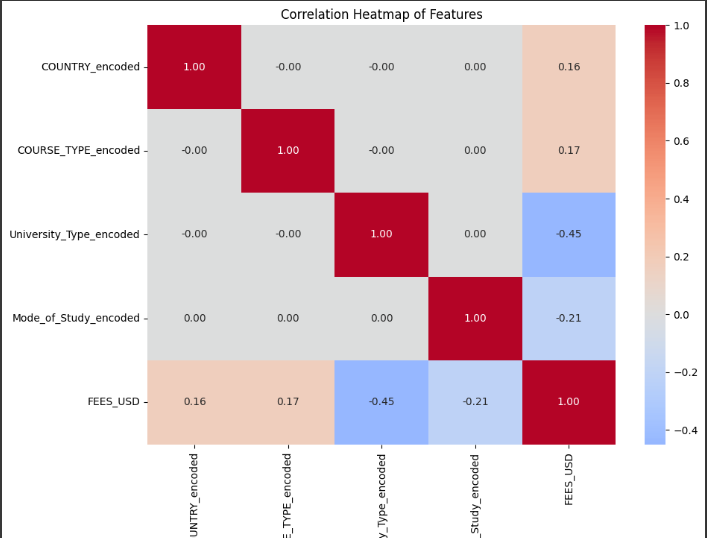 Correlation Heatmap of Features
COUNTRY_encoded 1.00 -0.00 -0.00 0.00 0.16
COURSE_TYPE_encoded -0.00 1.00 -0.00 0.00 0.17
University_Type_encoded -0.00 -0.00 1.00 0.00 -0.45
Mode_of_Study_encoded 0.00 0.00 0.00 1.00 -0.21
FEES_USD 0.16 0.17 -0.45 -0.21 1.00
UNTRY_encoded
E_TYPE_encoded
y_Type_encoded
_Study_encoded
FEES_USD
1.0
0.8
0.6
0.4
0.2
0.0
−0.2
−0.4